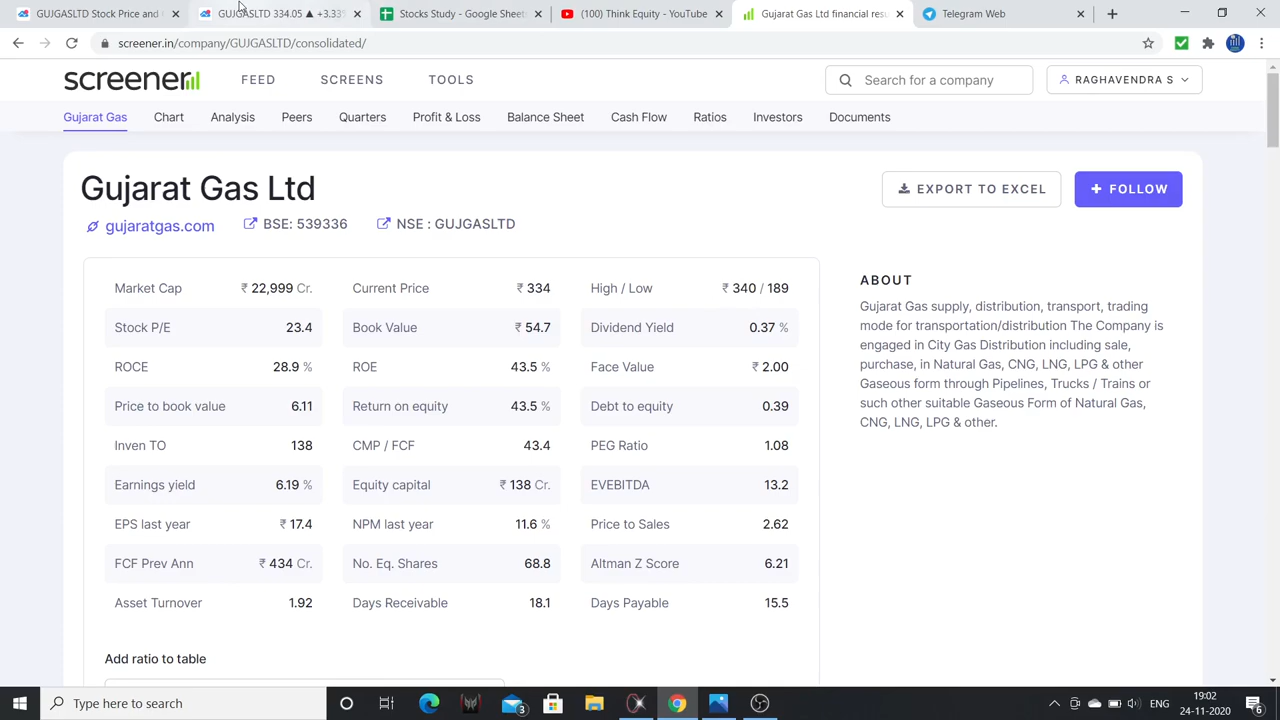 GUJGASLTD Stock Price and
GUJGASLTD 334.05 ▲ +3.33%
Stocks Study - Google Sheets
(100) Think Equity - YouTube
Gujarat Gas Ltd financial resu
Telegram Web
screener.in/company/GUJGASLTD/consolidated/
screener
FEED
SCREENS
TOOLS
Search for a company
RAGHAVENDRA S
Gujarat Gas
Chart
Analysis
Peers
Quarters
Profit & Loss
Balance Sheet
Cash Flow
Ratios
Investors
Documents
Gujarat Gas Ltd
EXPORT TO EXCEL
+ FOLLOW
gujaratgas.com
BSE: 539336
NSE : GUJGASLTD
Market Cap ₹ 22,999 Cr.
Current Price ₹ 334
High / Low ₹ 340 / 189
Stock P/E 23.4
Book Value ₹ 54.7
Dividend Yield 0.37 %
ROCE 28.9 %
ROE 43.5 %
Face Value ₹ 2.00
Price to book value 6.11
Return on equity 43.5 %
Debt to equity 0.39
Inven TO 138
CMP / FCF 43.4
PEG Ratio 1.08
Earnings yield 6.19 %
Equity capital ₹ 138 Cr.
EVEBITDA 13.2
EPS last year ₹ 17.4
NPM last year 11.6 %
Price to Sales 2.62
FCF Prev Ann ₹ 434 Cr.
No. Eq. Shares 68.8
Altman Z Score 6.21
Asset Turnover 1.92
Days Receivable 18.1
Days Payable 15.5
Add ratio to table
ABOUT
Gujarat Gas supply, distribution, transport, trading
mode for transportation/distribution The Company is
engaged in City Gas Distribution including sale,
purchase, in Natural Gas, CNG, LNG, LPG & other
Gaseous form through Pipelines, Trucks / Trains or
such other suitable Gaseous Form of Natural Gas,
CNG, LNG, LPG & other.
Type here to search
3
ENG
19:02
24-11-2020
6